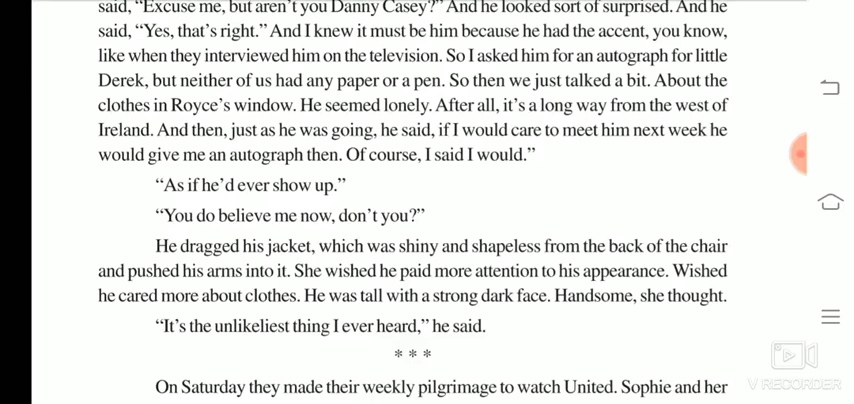 said, “Excuse me, but aren’t you Danny Casey?” And he looked sort of surprised. And he
said, “Yes, that’s right.” And I knew it must be him because he had the accent, you know,
like when they interviewed him on the television. So I asked him for an autograph for little
Derek, but neither of us had any paper or a pen. So then we just talked a bit. About the
clothes in Royce’s window. He seemed lonely. After all, it’s a long way from the west of
Ireland. And then, just as he was going, he said, if I would care to meet him next week he
would give me an autograph then. Of course, I said I would.”
“As if he’d ever show up.”
“You do believe me now, don’t you?”
He dragged his jacket, which was shiny and shapeless from the back of the chair
and pushed his arms into it. She wished he paid more attention to his appearance. Wished
he cared more about clothes. He was tall with a strong dark face. Handsome, she thought.
“It’s the unlikeliest thing I ever heard,” he said.
* * *
On Saturday they made their weekly pilgrimage to watch United. Sophie and her
V RECORDER